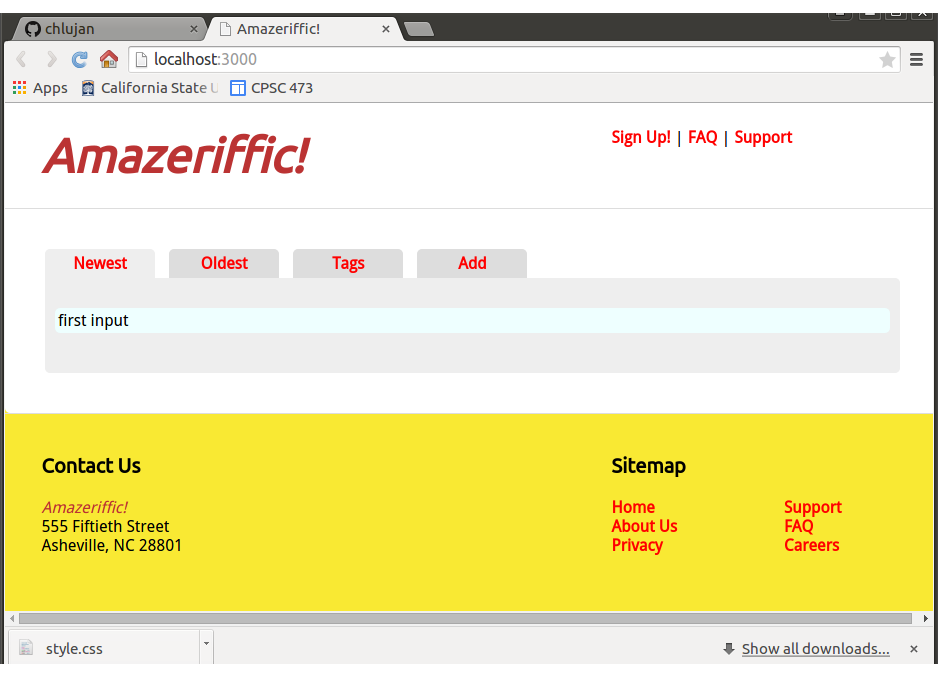 chlujan × Amazeriffic! ×
localhost:3000
Apps California State U CPSC 473
Amazeriffic!
Sign Up! | FAQ | Support
Newest Oldest Tags Add
first input
Contact Us
Amazeriffic!
555 Fiftieth Street
Asheville, NC 28801
Sitemap
Home Support
About Us FAQ
Privacy Careers
style.css Show all downloads... ×